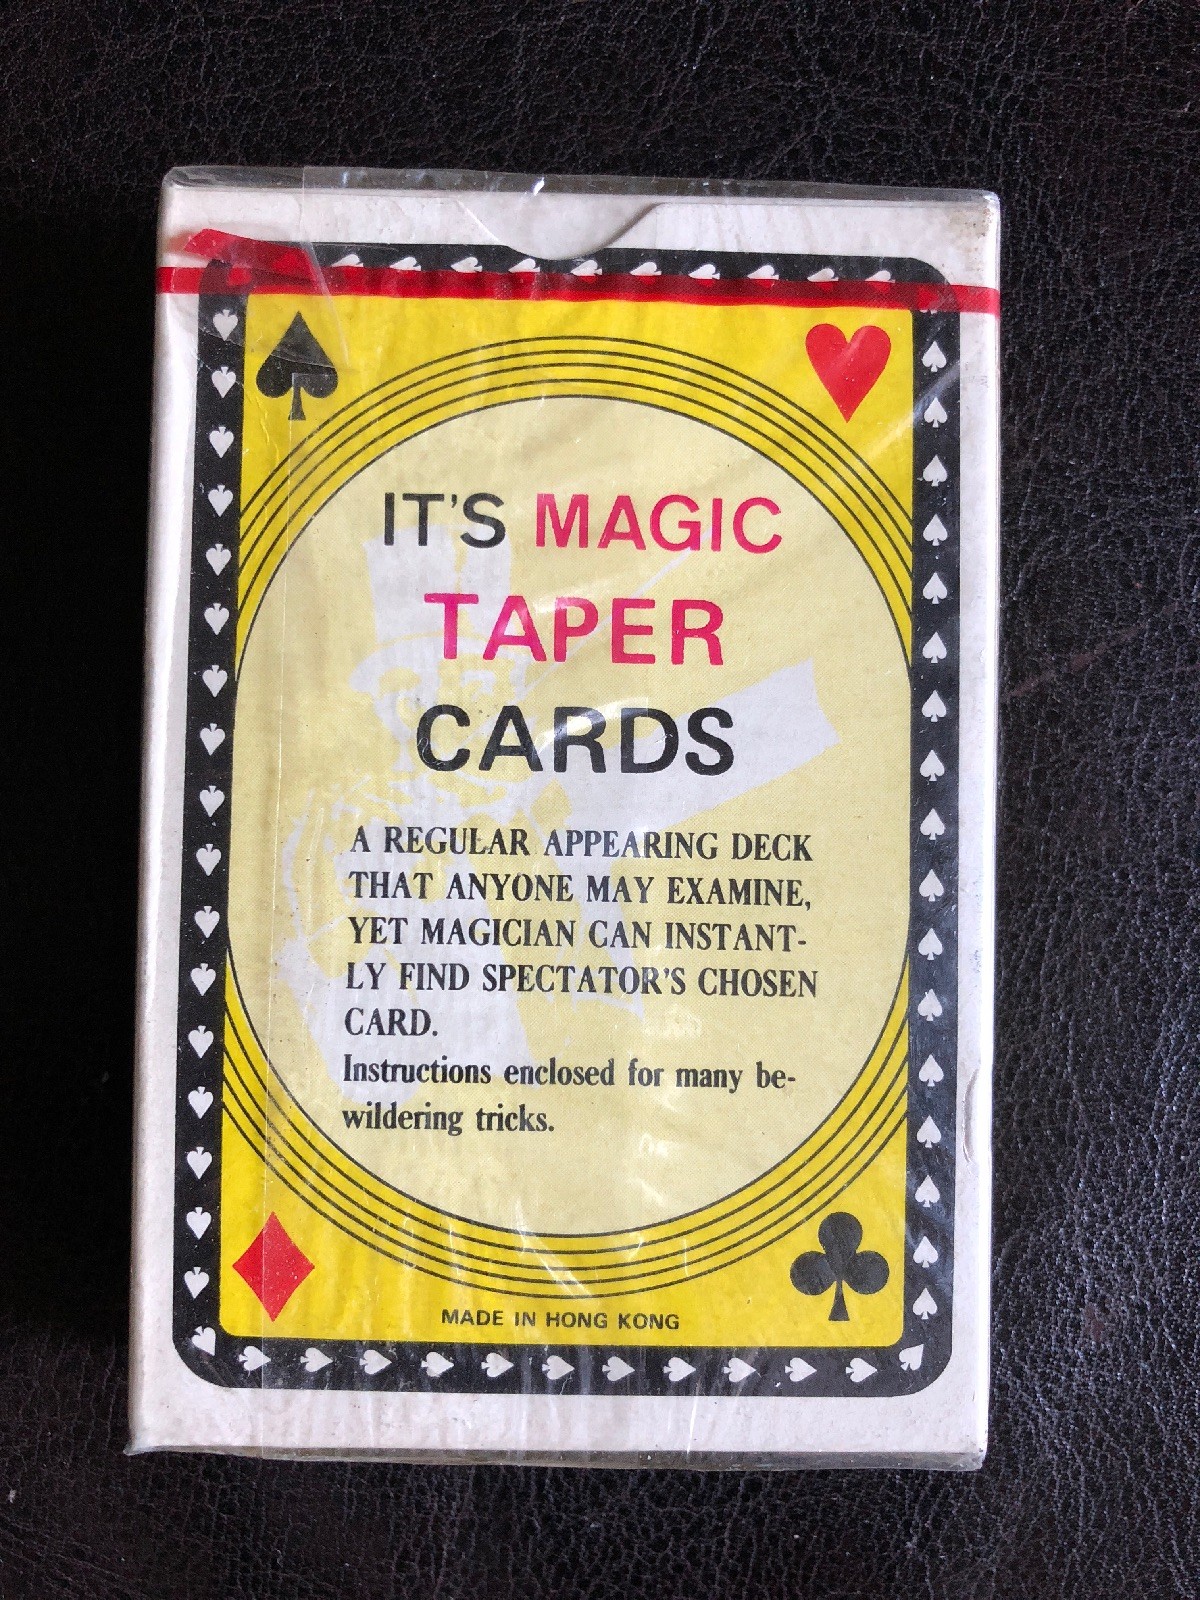 IT'S MAGIC
TAPER
CARDS
A REGULAR APPEARING DECK
THAT ANYONE MAY EXAMINE,
YET MAGICIAN CAN INSTANT-
LY FIND SPECTATOR'S CHOSEN
CARD.
Instructions enclosed for many be-
wildering tricks.
MADE IN HONG KONG